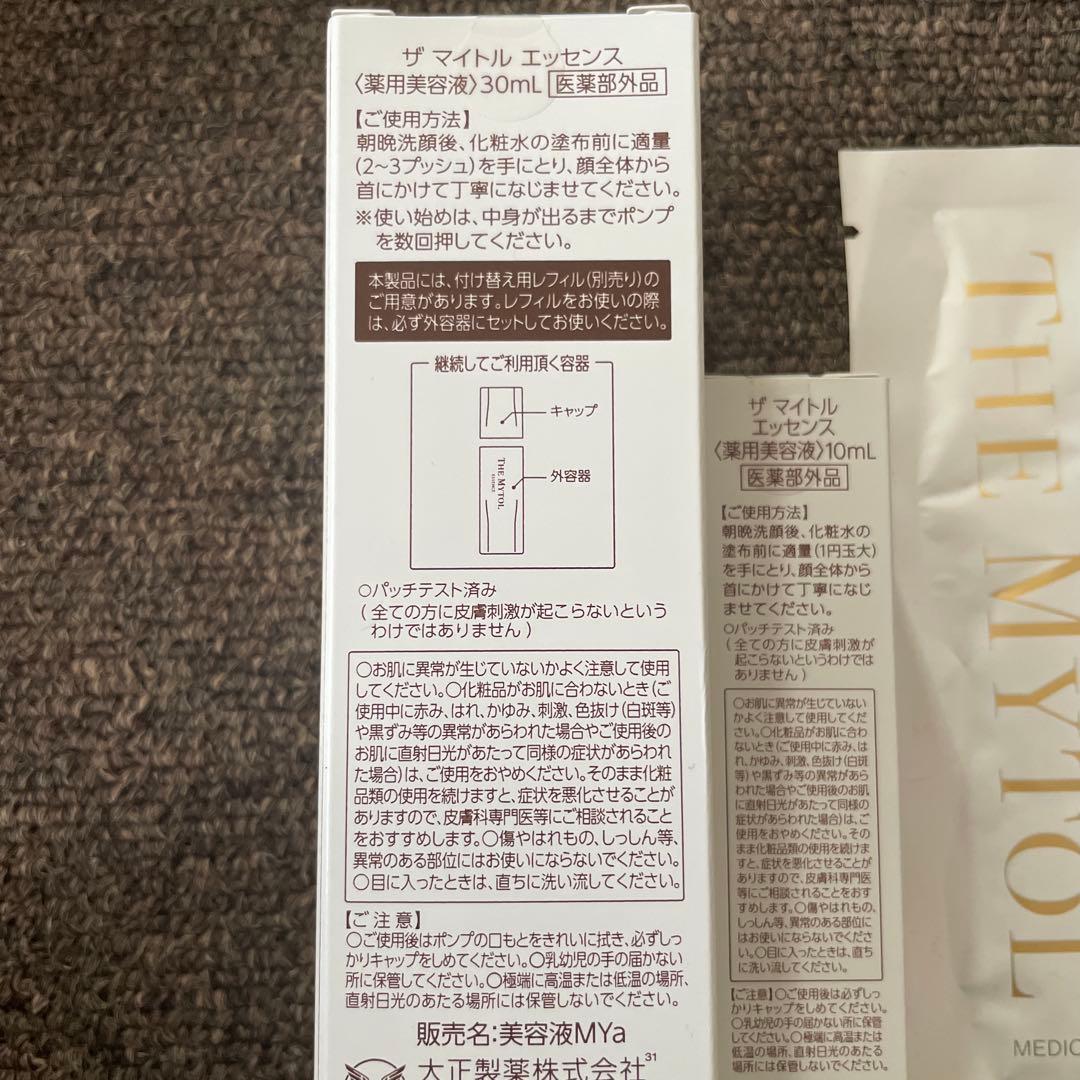 ザ マイトル エッセンス
〈薬用美容液〉30mL 医薬部外品
【ご使用方法】
朝晩洗顔後、化粧水の塗布前に適量
(2~3プッシュ)を手にとり、顔全体から
首にかけて丁寧になじませてください。
※使い始めは、中身が出るまでポンプ
を数回押してください。
本製品には、付け替え用レフィル(別売り)の
ご用意があります。レフィルをお使いの際
は、必ず外容器にセットしてお使いください。
継続してご利用頂く容器
キャップ
外容器
THE MYTOL
ESSENCE
○パッチテスト済み
(全ての方に皮膚刺激が起こらないという
わけではありません)
○お肌に異常が生じていないかよく注意して使用
してください。○化粧品がお肌に合わないとき(ご
使用中に赤み、はれ、かゆみ、刺激、色抜け(白斑等)
や黒ずみ等の異常があらわれた場合やご使用後の
お肌に直射日光があたって同様の症状があらわれ
た場合)は、ご使用をおやめください。そのまま化粧
品類の使用を続けますと、症状を悪化させることが
ありますので、皮膚科専門医等にご相談されること
をおすすめします。○傷やはれもの、しっしん等、
異常のある部位にはお使いにならないでください。
○目に入ったときは、直ちに洗い流してください。
【ご注意】
○ご使用後はポンプの口もとをきれいに拭き、必ずしっ
かりキャップをしめてください。○乳幼児の手の届かない
所に保管してください。○極端に高温または低温の場所、
直射日光のあたる場所には保管しないでください。
販売名:美容液MYa
大正製薬株式会社31
ザ マイトル
エッセンス
〈薬用美容液〉10mL
医薬部外品
【ご使用方法】
朝晩洗顔後、化粧水の
塗布前に適量(1円玉大)
を手にとり、顔全体から
首にかけて丁寧になじ
ませてください。
○パッチテスト済み
(全ての方に皮膚刺激が
起こらないというわけでは
ありません)
○お肌に異常が生じていない
かよく注意して使用してくだ
さい。○化粧品がお肌に合わ
ないとき(ご使用中に赤み、は
れ、かゆみ、刺激、色抜け(白斑
等)や黒ずみ等の異常があら
われた場合やご使用後のお肌
に直射日光があたって同様の
症状があらわれた場合)は、ご
使用をおやめください。その
まま化粧品類の使用を続けま
すと、症状を悪化させることが
ありますので、皮膚科専門医
等にご相談されることをおす
すめします。○傷やはれもの、
しっしん等、異常のある部位に
はお使いにならないでくださ
い。○目に入ったときは、直ち
に洗い流してください。
【ご注意】○ご使用後は必ずしっ
かりキャップをしめてください。
○乳幼児の手の届かない所に保管
してください。○極端に高温または
低温の場所、直射日光のあたる
場所には保管しないでください。
THE MYTOL
MEDIC